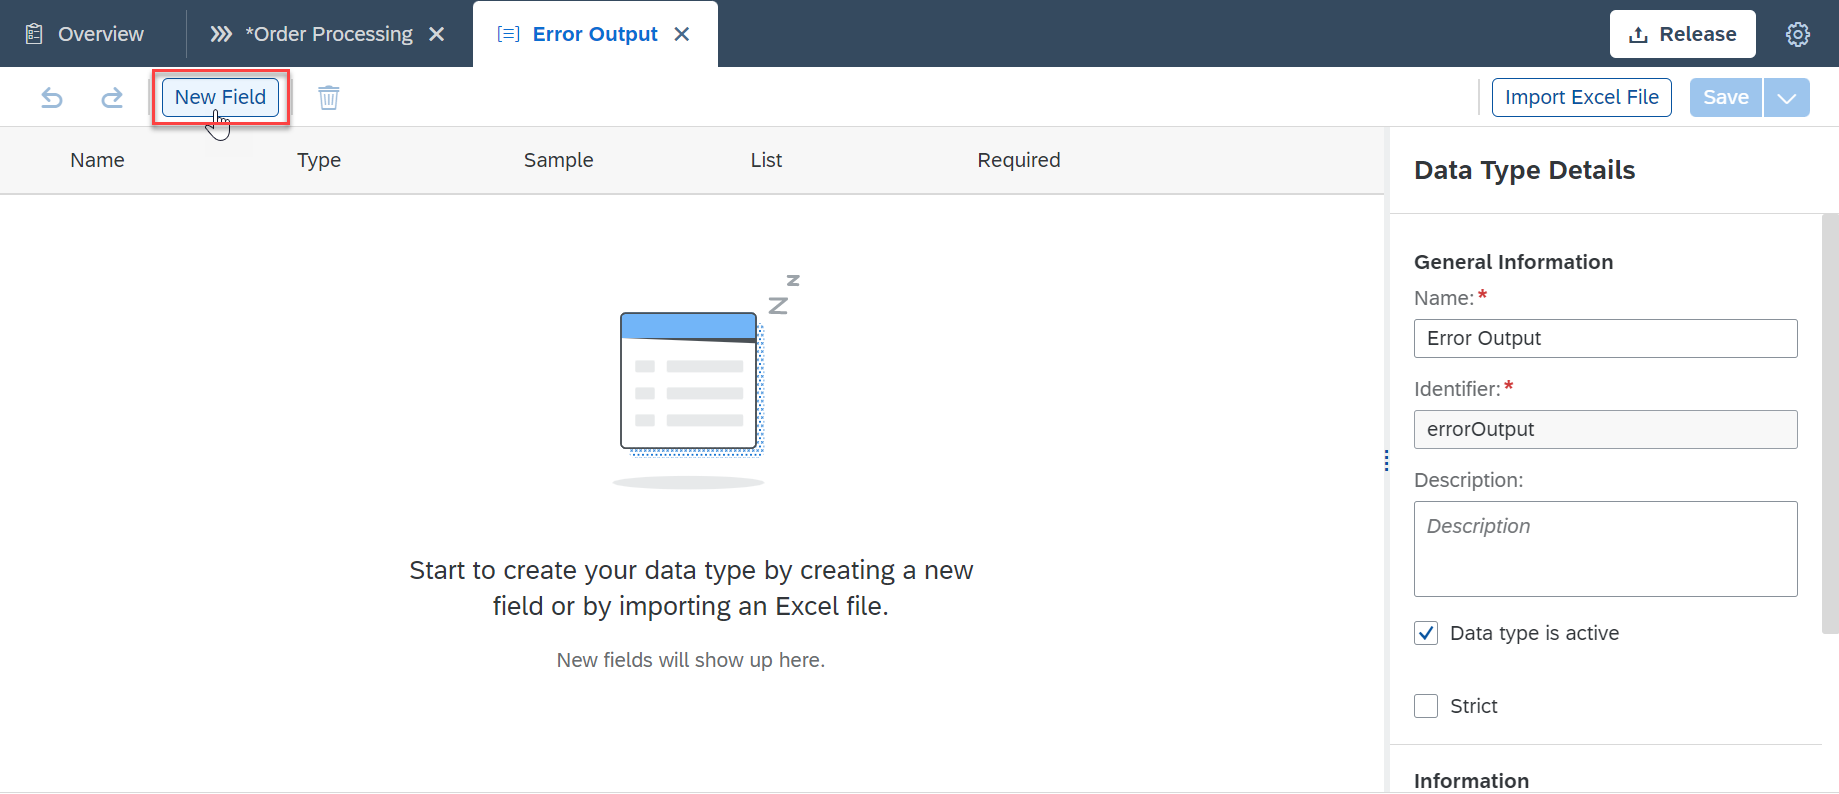 Overview
*Order Processing
Error Output
Release
New Field
Import Excel File
Save
Name
Type
Sample
List
Required
z
z
Start to create your data type by creating a new
field or by importing an Excel file.
New fields will show up here.
Data Type Details
General Information
Name:*
Error Output
Identifier:*
errorOutput
Description:
Description
Data type is active
Strict
Information